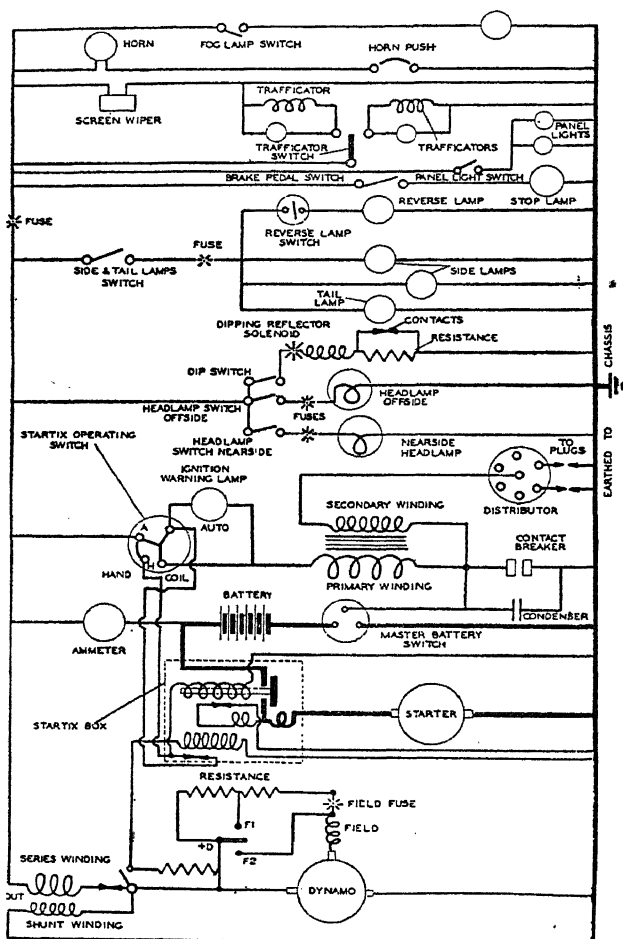 HORN
FOG LAMP SWITCH
HORN PUSH
TRAFFICATOR
SCREEN WIPER
TRAFFICATOR
SWITCH
TRAFFICATORS
PANEL
LIGHTS
BRAKE PEDAL SWITCH
PANEL LIGHT SWITCH
STOP LAMP
FUSE
REVERSE LAMP
REVERSE LAMP
SWITCH
FUSE
SIDE & TAIL LAMPS
SWITCH
SIDE LAMPS
TAIL
LAMP
CONTACTS
DIPPING REFLECTOR
SOLENOID
RESISTANCE
DIP SWITCH
HEADLAMP SWITCH
OFFSIDE
FUSES
HEADLAMP
OFFSIDE
EARTHED TO CHASSIS
STARTIX OPERATING
SWITCH
HEADLAMP
SWITCH NEARSIDE
NEARSIDE
HEADLAMP
TO
PLUGS
IGNITION
WARNING LAMP
DISTRIBUTOR
SECONDARY WINDING
A
AUTO
CONTACT
BREAKER
H
HAND
COIL
PRIMARY WINDING
BATTERY
CONDENSER
AMMETER
MASTER BATTERY
SWITCH
STARTIX BOX
STARTER
RESISTANCE
FIELD FUSE
F1
FIELD
+D
F2
SERIES WINDING
DYNAMO
OUT
SHUNT WINDING